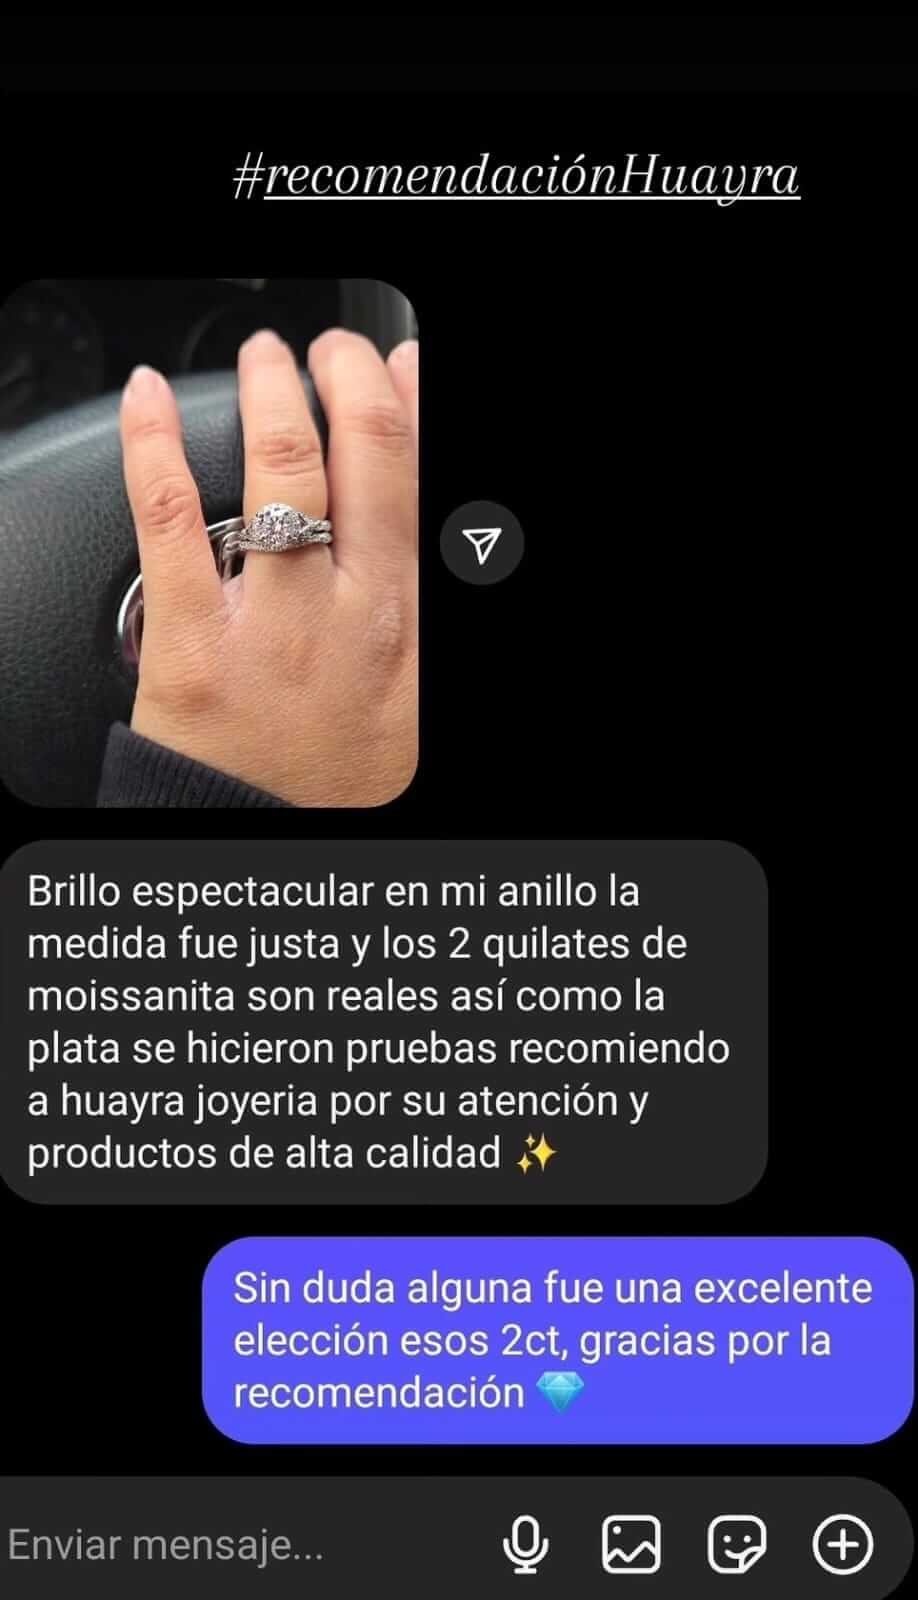 #recomendaciónHuayra
Brillo espectacular en mi anillo la
medida fue justa y los 2 quilates de
moissanita son reales así como la
plata se hicieron pruebas recomiendo
a huayra joyeria por su atención y
productos de alta calidad ✨
Sin duda alguna fue una excelente
elección esos 2ct, gracias por la
recomendación 💎
Enviar mensaje...